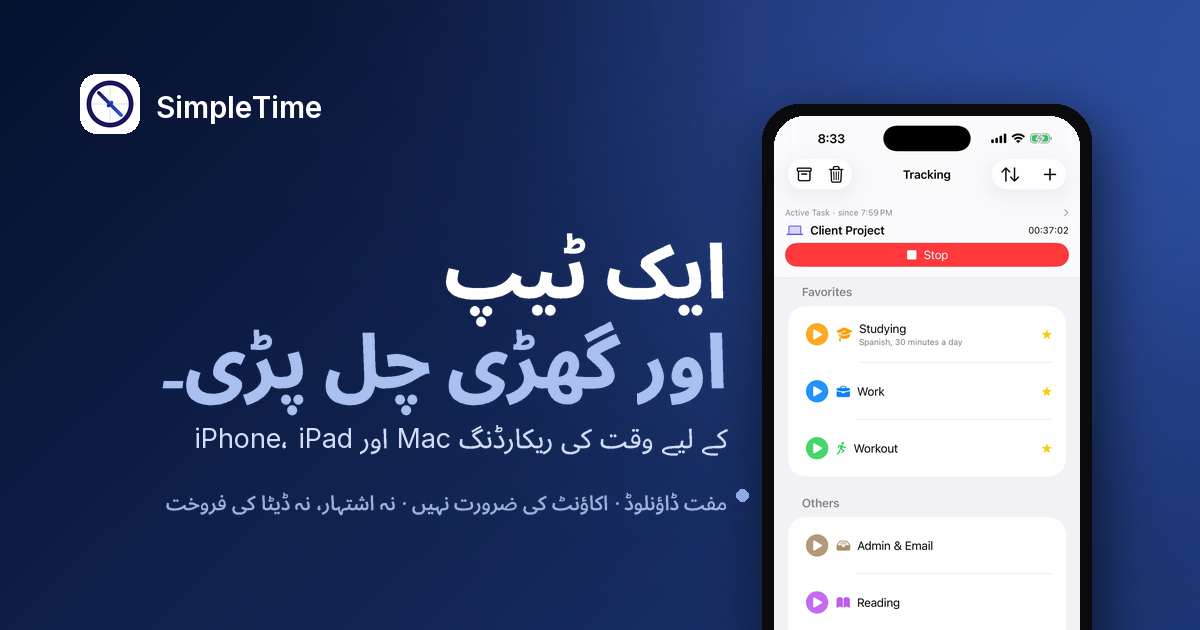 SimpleTime
ایک ٹیپ
اور گھڑی چل پڑی۔
iPhone، iPad اور Mac کے لیے وقت کی ریکارڈنگ
مفت ڈاؤنلوڈ · اکاؤنٹ کی ضرورت نہیں · نہ اشتہار، نہ ڈیٹا کی فروخت
8:33
Tracking
Active Task · since 7:59 PM
Client Project 00:37:02
Stop
Favorites
Studying
Spanish, 30 minutes a day
Work
Workout
Others
Admin & Email
Reading